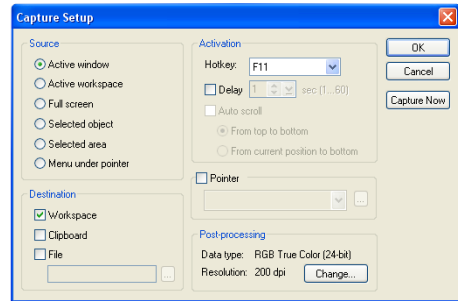 Capture Setup
Source
Active window
Active workspace
Full screen
Selected object
Selected area
Menu under pointer
Destination
Workspace
Clipboard
File
...
Activation
Hotkey: F11
Delay 1 sec (1...60)
Auto scroll
From top to bottom
From current position to bottom
Pointer
...
Post-processing
Data type: RGB True Color (24-bit)
Resolution: 200 dpi Change...
OK
Cancel
Capture Now